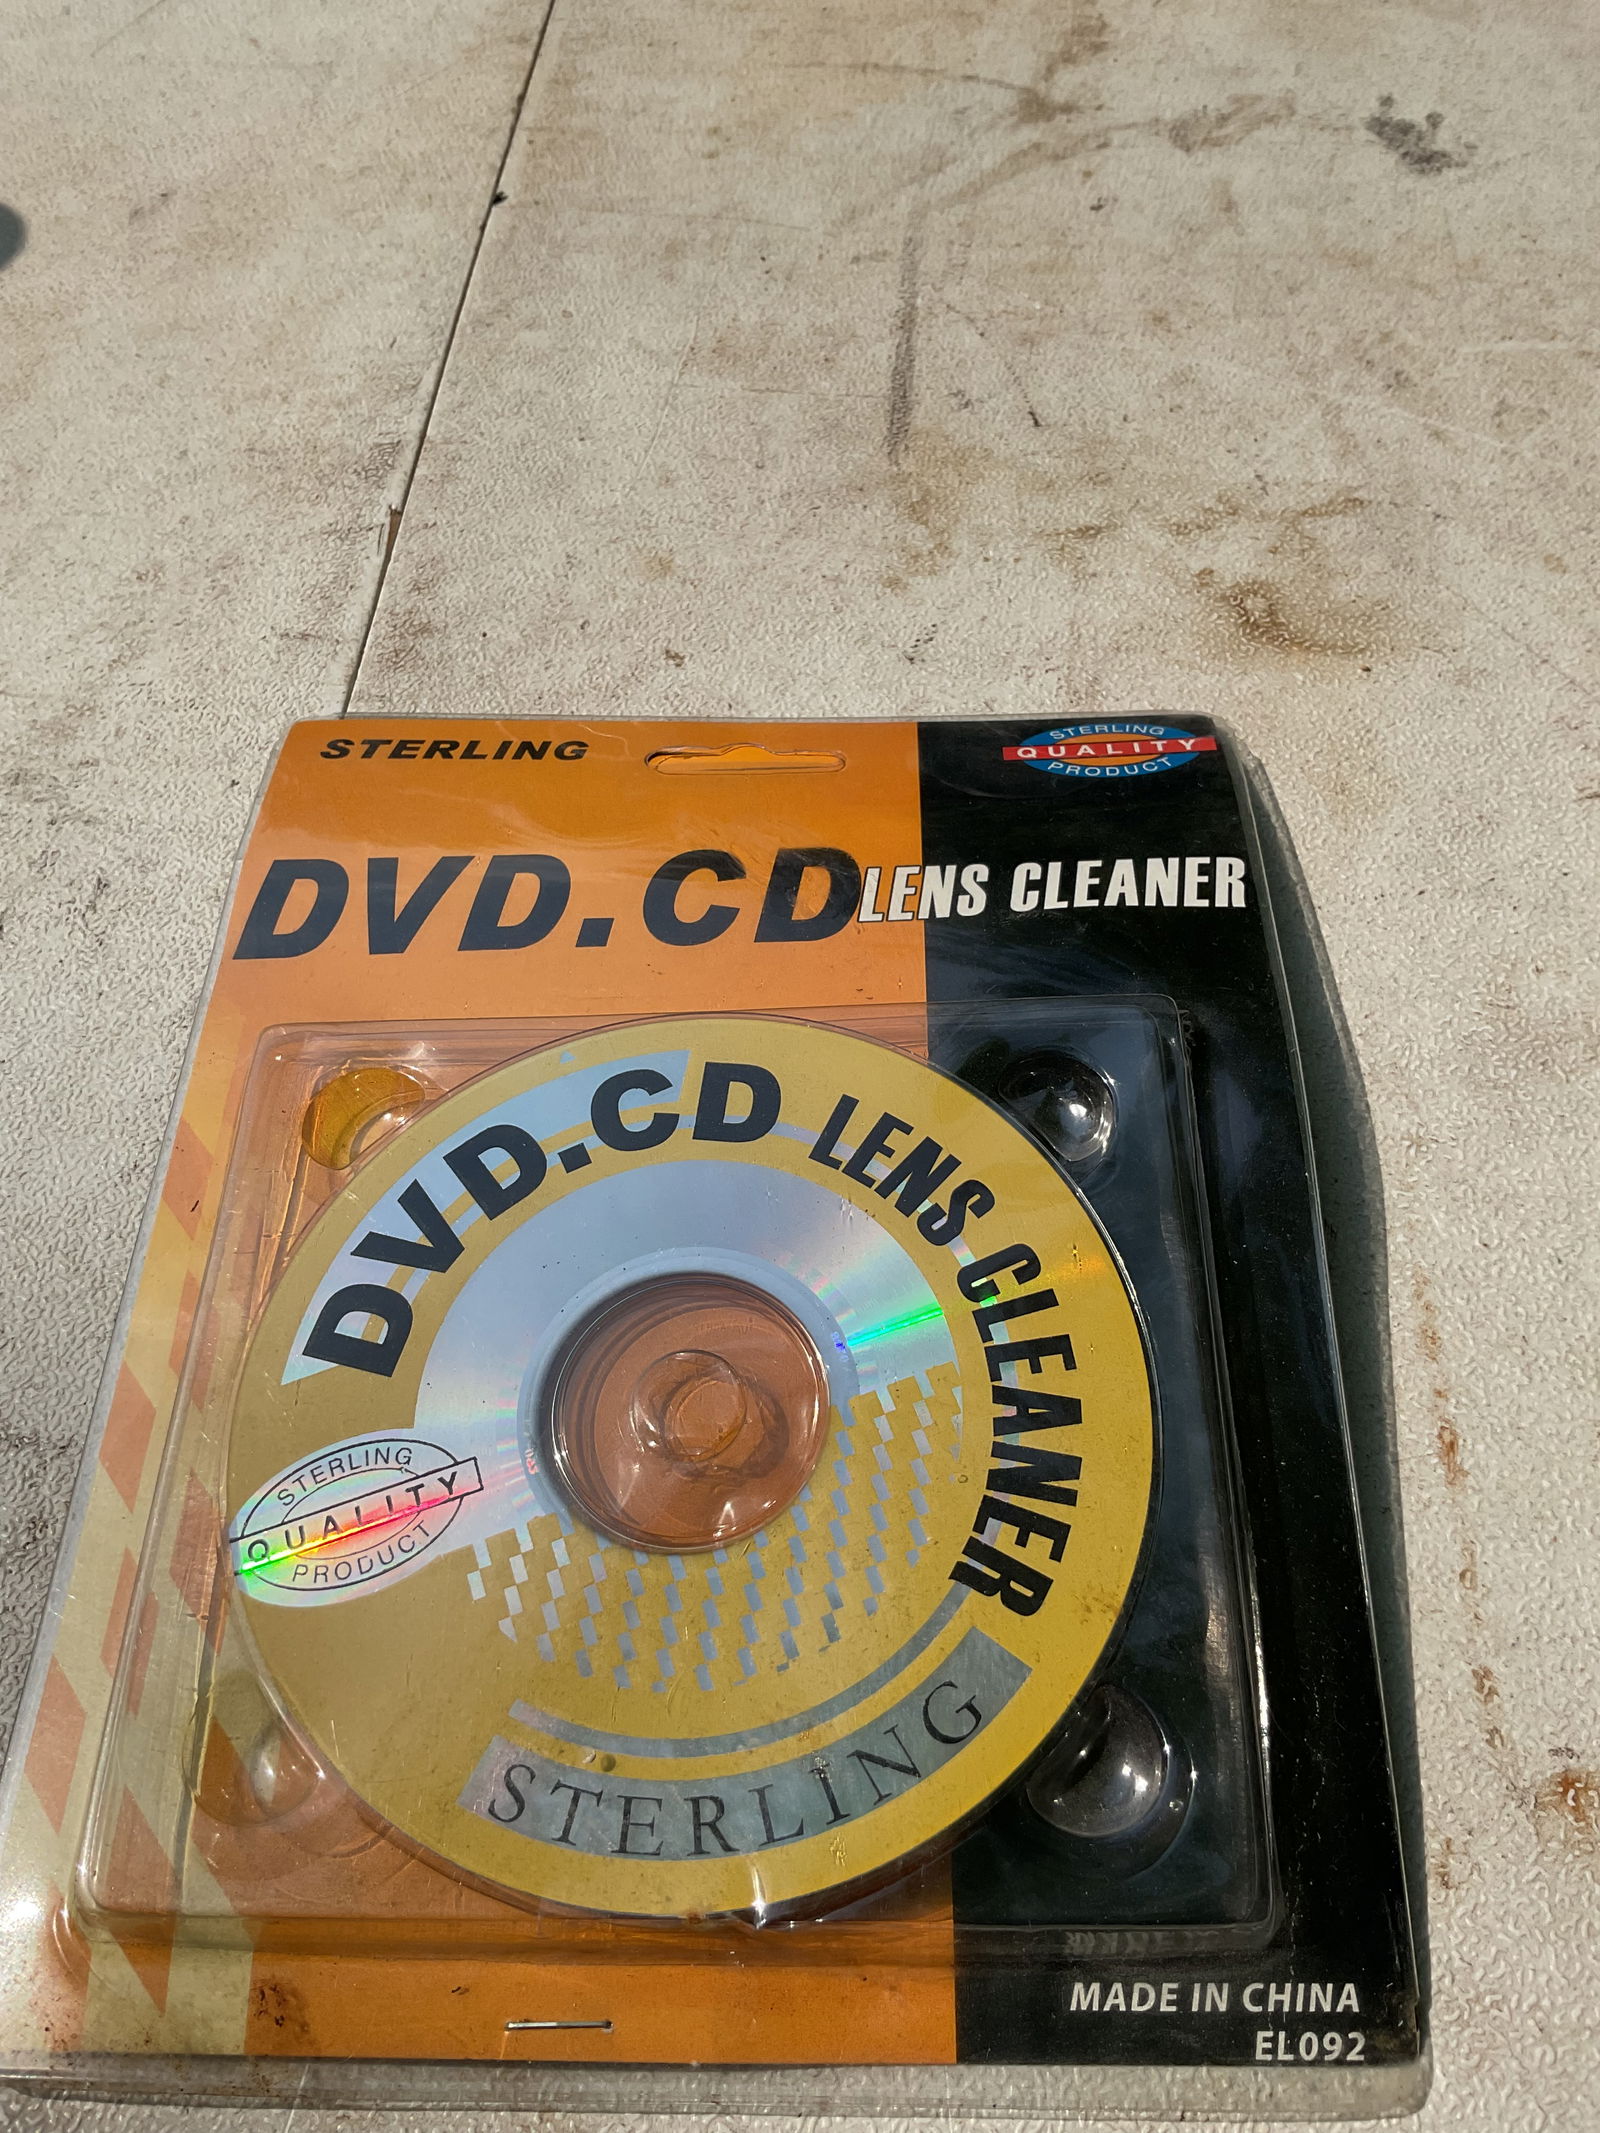 STERLING
STERLING
QUALITY
PRODUCT
DVD.CD LENS CLEANER
DVD.CD LENS CLEANER
STERLING
QUALITY
PRODUCT
STERLING
MADE IN CHINA
EL092